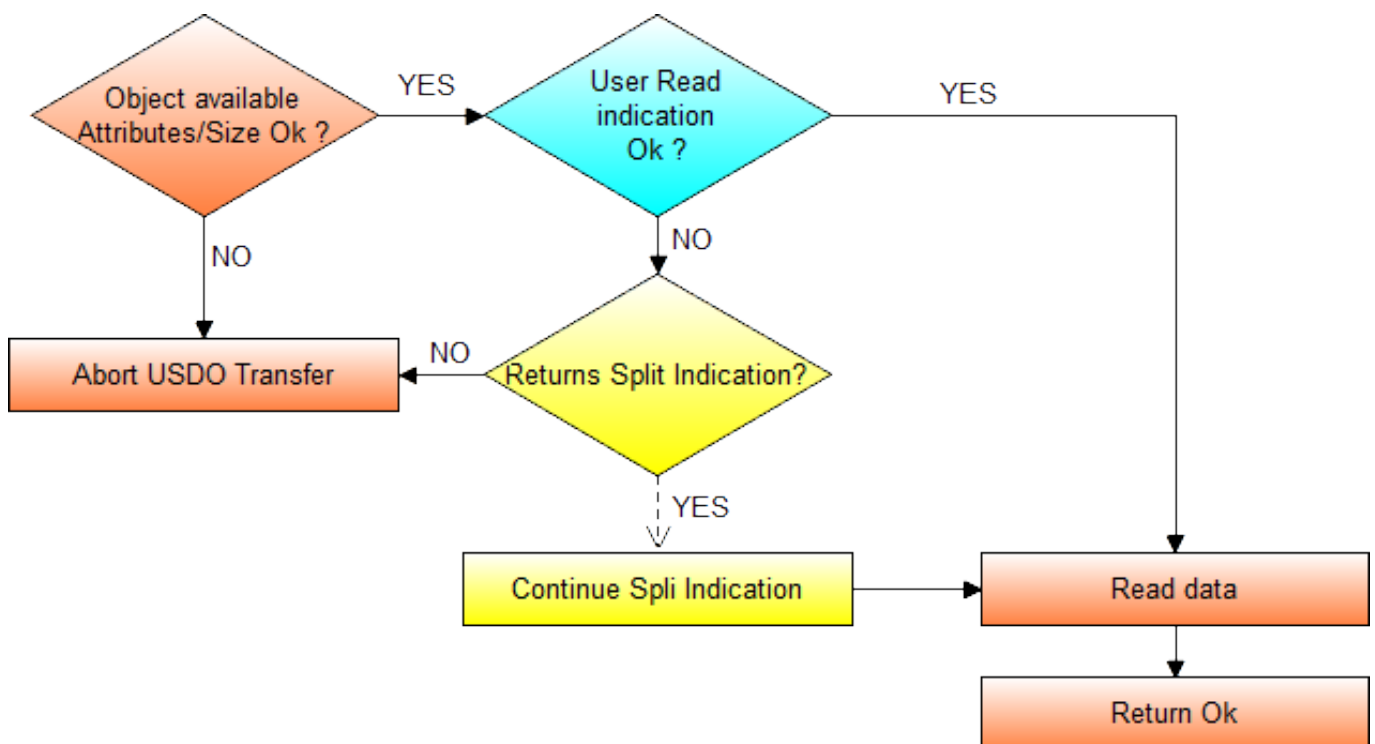 Object available
Attributes/Size Ok ?
YES
User Read
indication
Ok ?
YES
NO
NO
Abort USDO Transfer
NO
Returns Split Indication?
YES
Continue Spli Indication
Read data
Return Ok